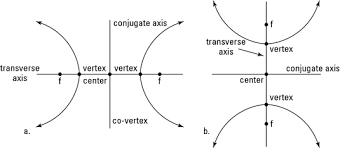 conjugate axis
transverse
axis
vertex
vertex
f
center
f
co-vertex
a.
f
vertex
transverse
axis
conjugate axis
center
vertex
f
b.